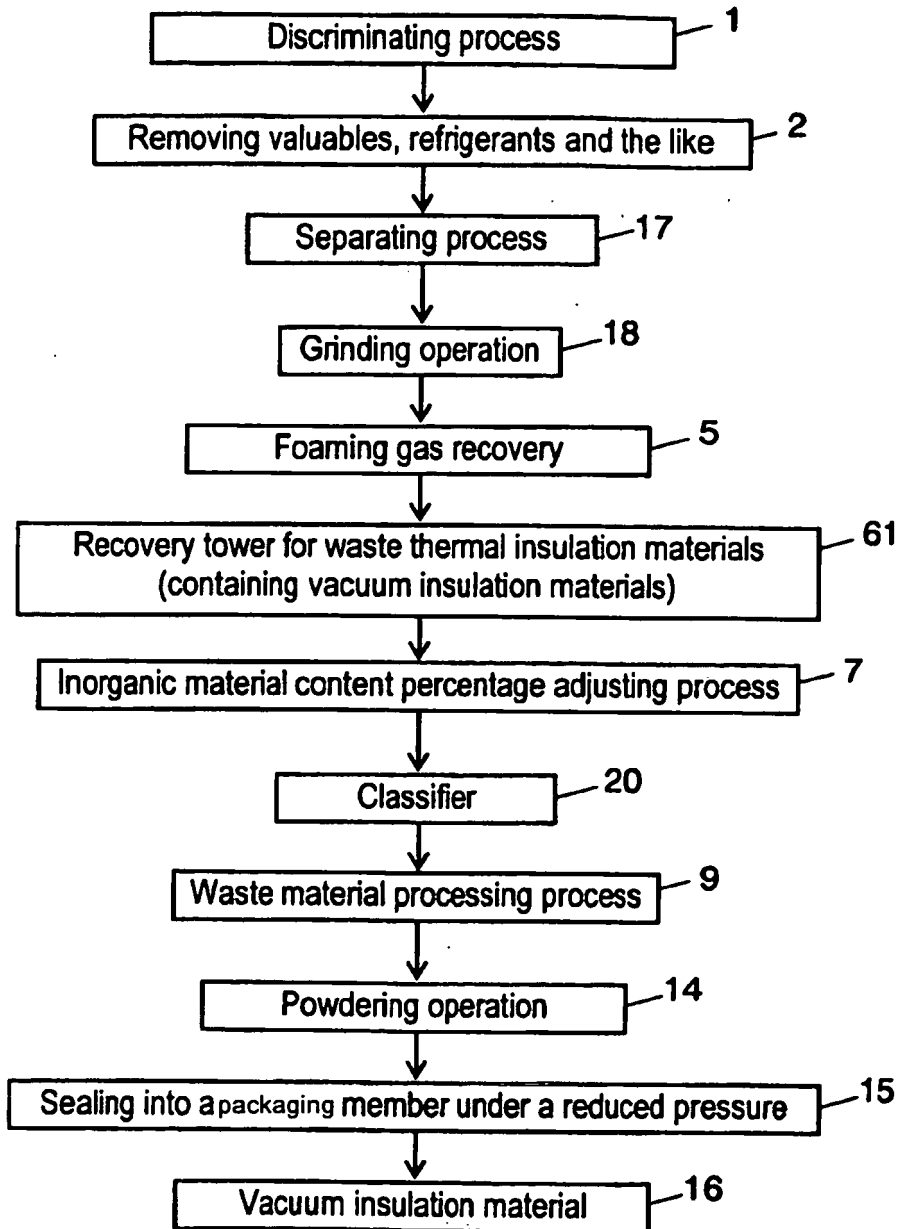 Discriminating process 1
Removing valuables, refrigerants and the like 2
Separating process 17
Grinding operation 18
Foaming gas recovery 5
Recovery tower for waste thermal insulation materials 61
(containing vacuum insulation materials)
Inorganic material content percentage adjusting process 7
Classifier 20
Waste material processing process 9
Powdering operation 14
Sealing into a packaging member under a reduced pressure 15
Vacuum insulation material 16